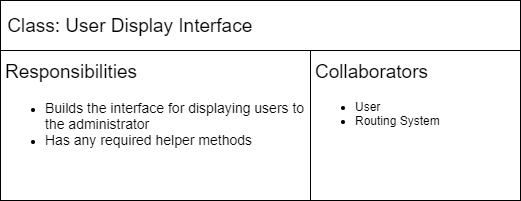 Class: User Display Interface
Responsibilities
• Builds the interface for displaying users to
the administrator
• Has any required helper methods
Collaborators
• User
• Routing System